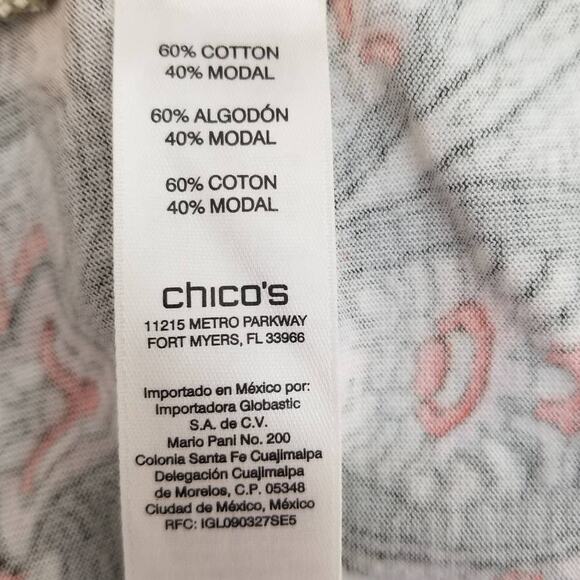 60% COTTON
40% MODAL
60% ALGODÓN
40% MODAL
60% COTON
40% MODAL
chico's
11215 METRO PARKWAY
FORT MYERS, FL 33966
Importado en México por:
Importadora Globastic
S.A. de C.V.
Mario Pani No. 200
Colonia Santa Fe Cuajimalpa
Delegación Cuajimalpa
de Morelos, C.P. 05348
Ciudad de México, México
RFC: IGL090327SE5